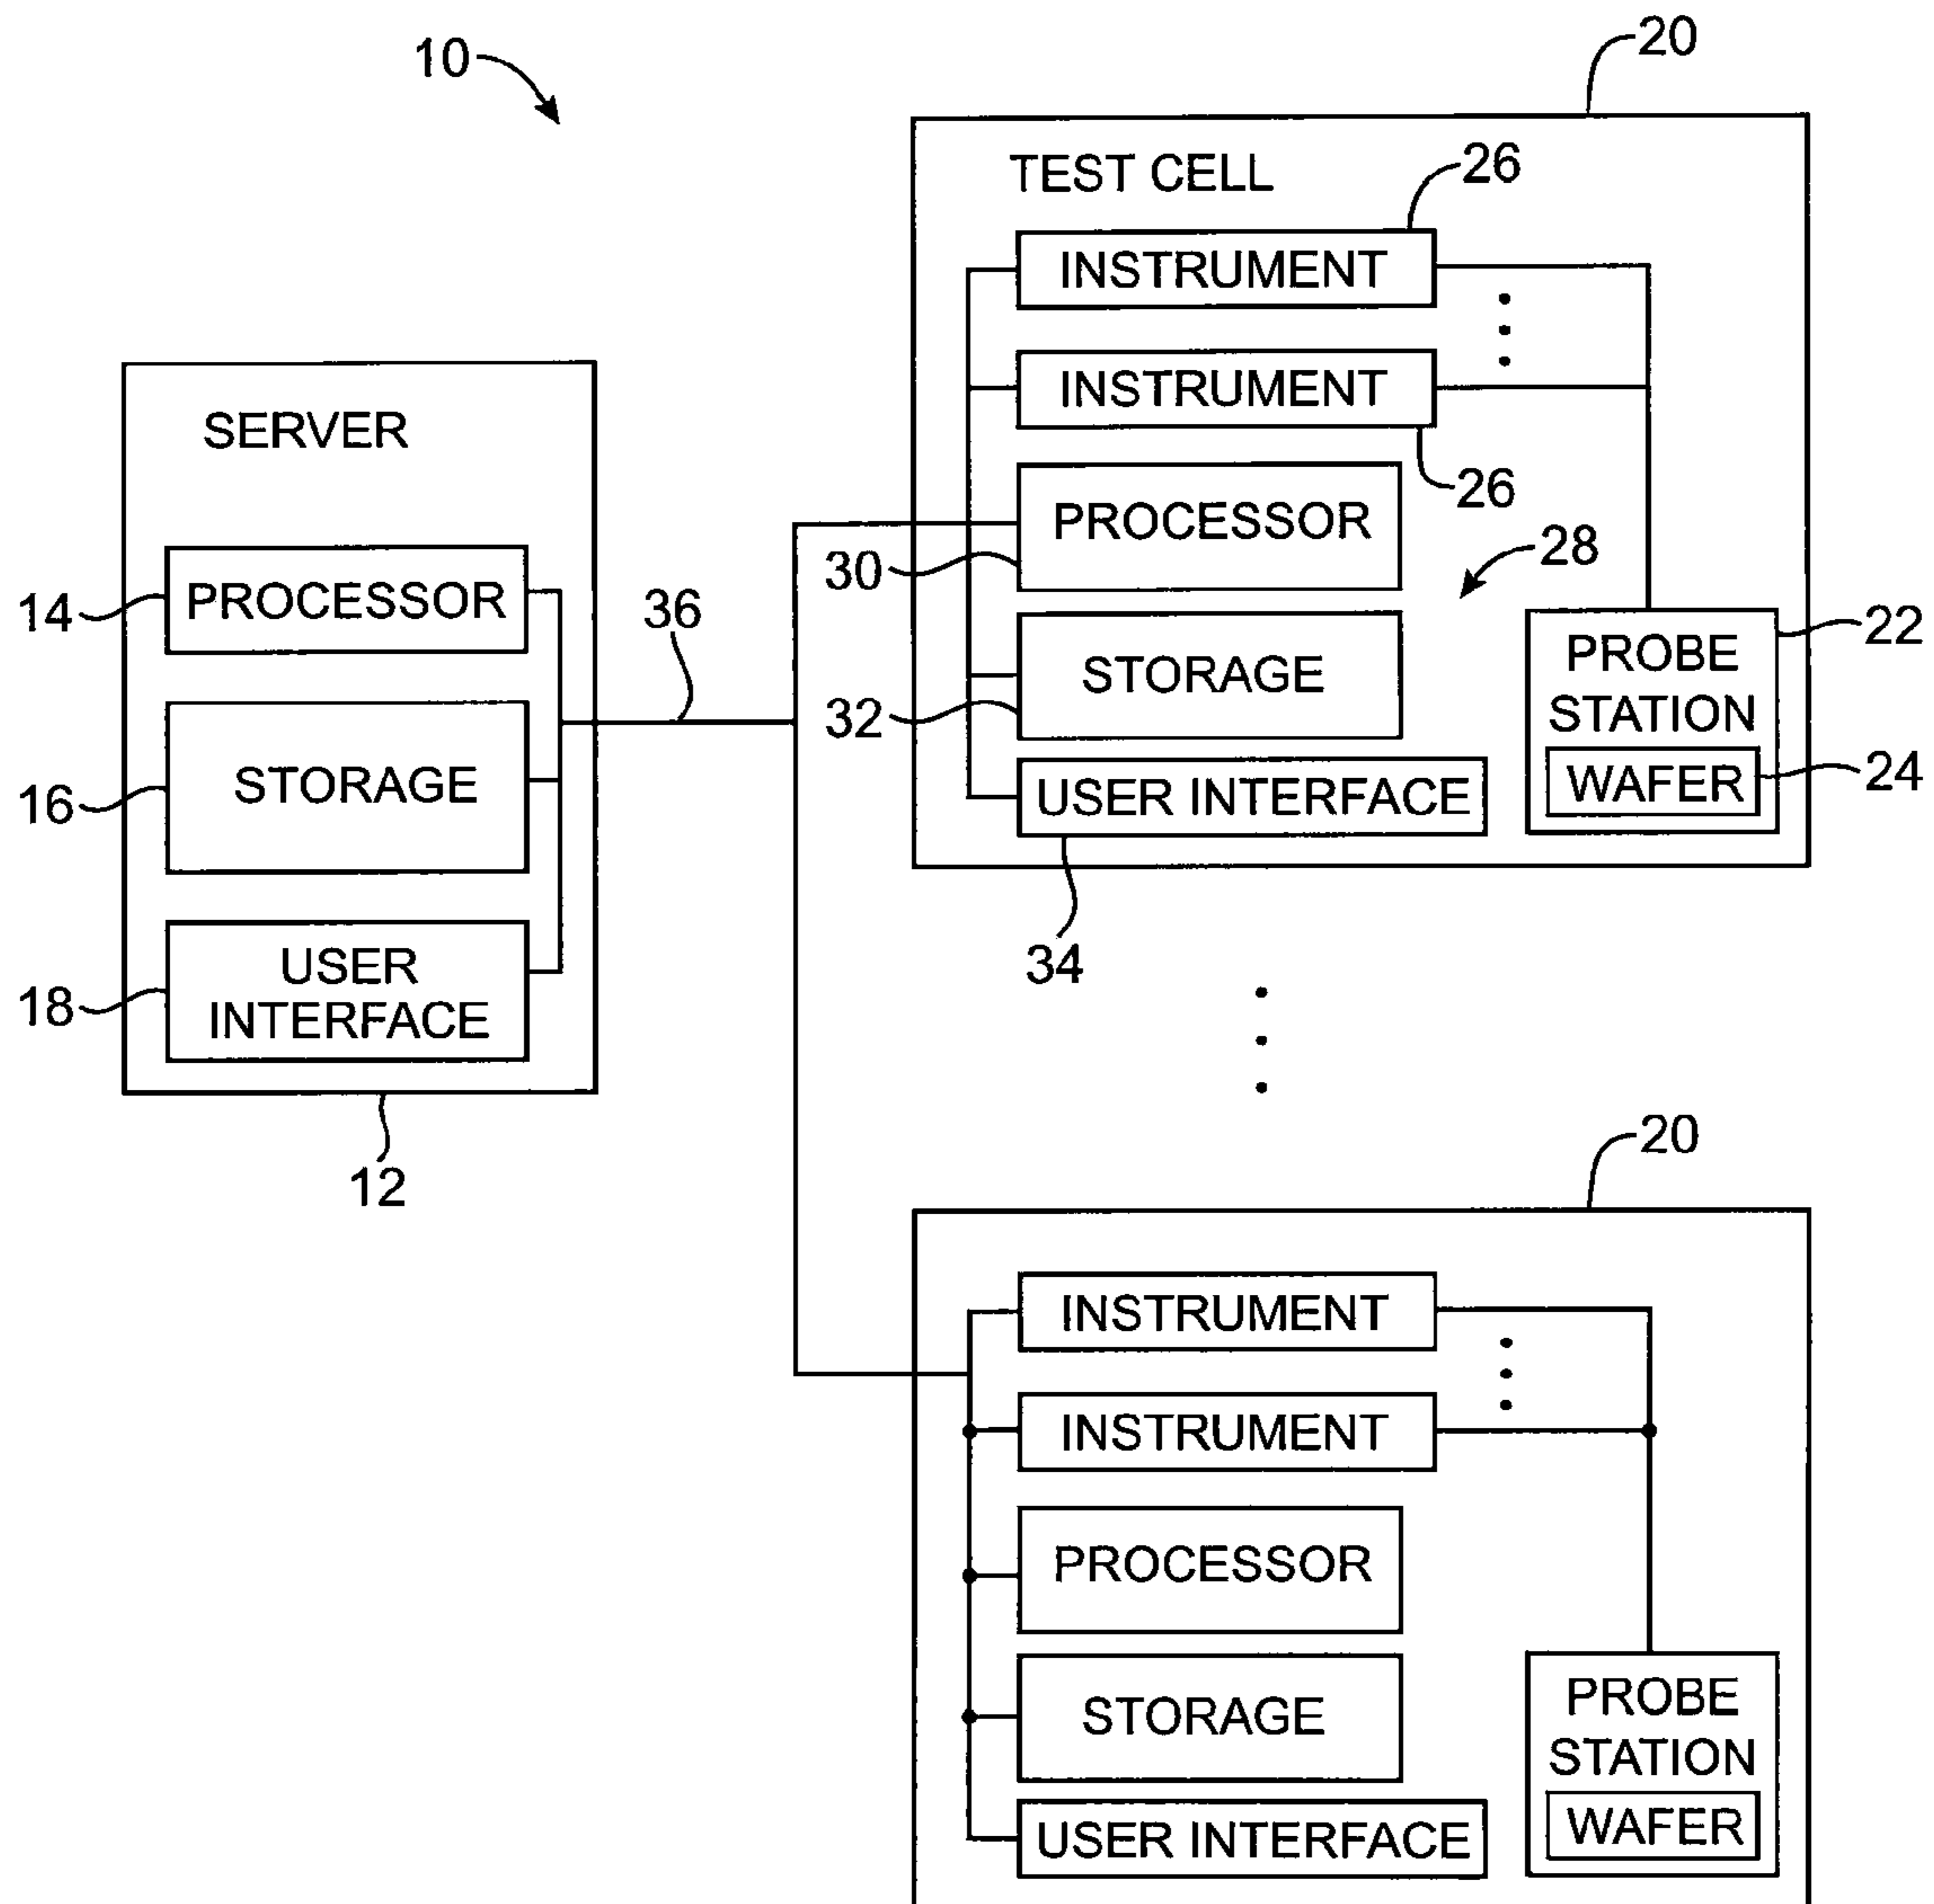 10
20
TEST CELL
26
INSTRUMENT
INSTRUMENT
26
SERVER
PROCESSOR
30
28
14
PROCESSOR
36
STORAGE
32
PROBE
STATION
22
WAFER
24
16
STORAGE
USER INTERFACE
34
18
USER
INTERFACE
12
20
INSTRUMENT
INSTRUMENT
PROCESSOR
STORAGE
PROBE
STATION
WAFER
USER INTERFACE